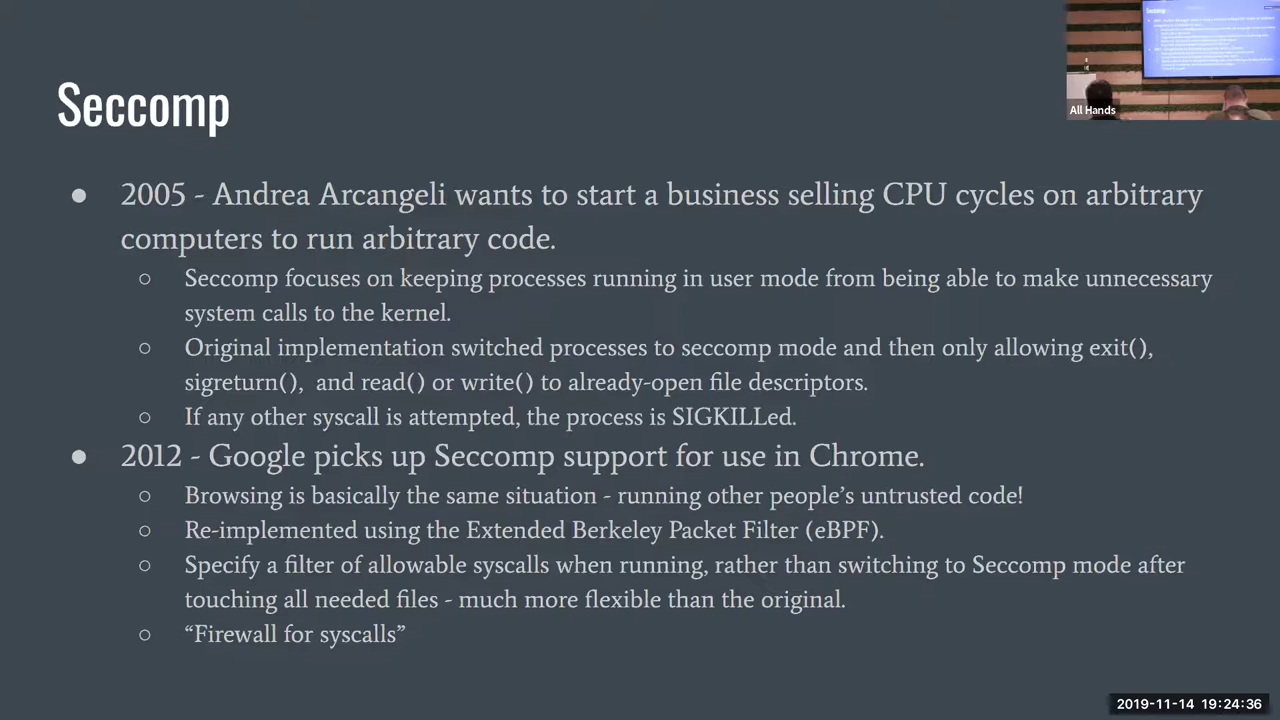 Seccomp
● 2005 - Andrea Arcangeli wants to start a business selling CPU cycles on arbitrary
computers to run arbitrary code.
○ Seccomp focuses on keeping processes running in user mode from being able to make unnecessary
system calls to the kernel.
○ Original implementation switched processes to seccomp mode and then only allowing exit(),
sigreturn(), and read() or write() to already-open file descriptors.
○ If any other syscall is attempted, the process is SIGKILLed.
● 2012 - Google picks up Seccomp support for use in Chrome.
○ Browsing is basically the same situation - running other people’s untrusted code!
○ Re-implemented using the Extended Berkeley Packet Filter (eBPF).
○ Specify a filter of allowable syscalls when running, rather than switching to Seccomp mode after
touching all needed files - much more flexible than the original.
○ “Firewall for syscalls”
Seccomp
All Hands
2019-11-14 19:24:36